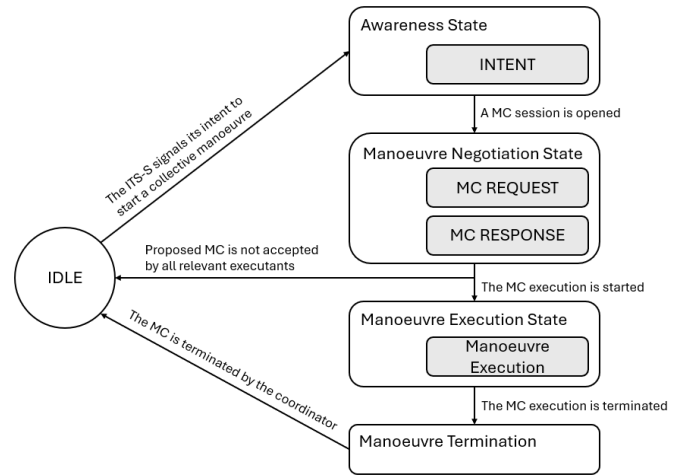 Awareness State
INTENT
The ITS-S signals its intent to
start a collective manoeuvre
A MC session is opened
Manoeuvre Negotiation State
MC REQUEST
MC RESPONSE
Proposed MC is not accepted
by all relevant executants
IDLE
The MC execution is started
Manoeuvre Execution State
Manoeuvre
Execution
The MC is terminated by the coordinator
The MC execution is terminated
Manoeuvre Termination